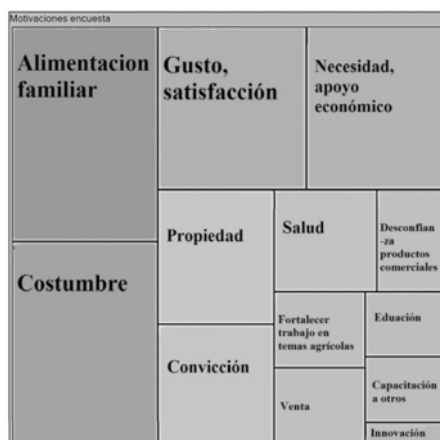 Motivaciones encuesta
Alimentacion
familiar
Gusto,
satisfacción
Necesidad,
apoyo
económico
Costumbre
Propiedad
Salud
Desconfian
-za
productos
comerciales
Convicción
Fortalecer
trabajo en
temas agrícolas
Eduación
Venta
Capacitación
a otros
Innovación